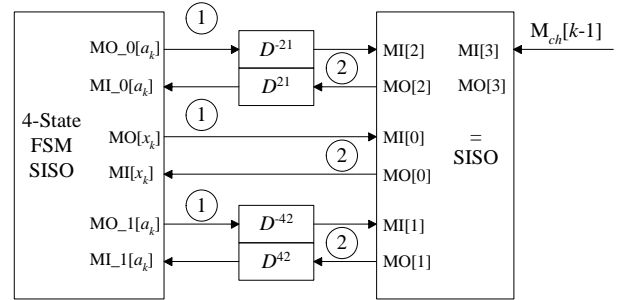 1
M_ch[k-1]
MO_0[a_k]
D^-21
MI[2]
MI[3]
2
MI_0[a_k]
D^21
MO[2]
MO[3]
1
4-State
FSM
SISO
MO[x_k]
MI[0]
=
SISO
2
MI[x_k]
MO[0]
1
MO_1[a_k]
D^-42
MI[1]
2
MI_1[a_k]
D^42
MO[1]